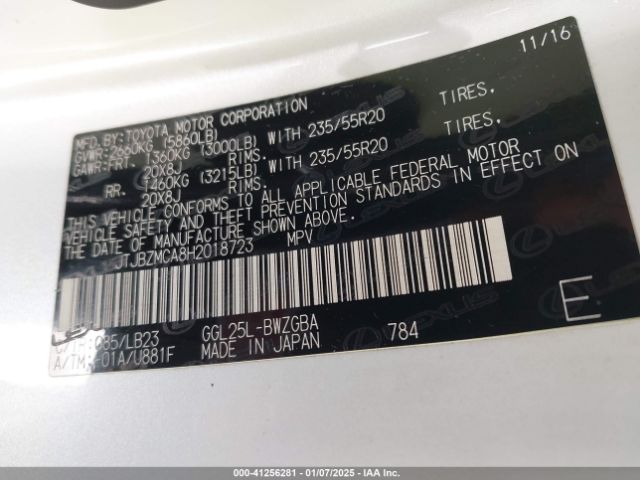 11/16
MFD.BY:TOYOTA MOTOR CORPORATION
GVWR:2660KG (5860LB)
GAWR:FRT. 1360KG (3000LB) WITH 235/55R20 TIRES.
20X8J RIMS.
RR. 1460KG (3215LB) WITH 235/55R20 TIRES.
20X8J RIMS.
THIS VEHICLE CONFORMS TO ALL APPLICABLE FEDERAL MOTOR
VEHICLE SAFETY AND THEFT PREVENTION STANDARDS IN EFFECT ON
THE DATE OF MANUFACTURE SHOWN ABOVE.
JTJBZMCA8H2018723 MPV
/LB23 GGL25L-BWZGBA 784 E
A/TM: -01A/U881F MADE IN JAPAN
LEXUS
000-41256281 - 01/07/2025 - IAA Inc.